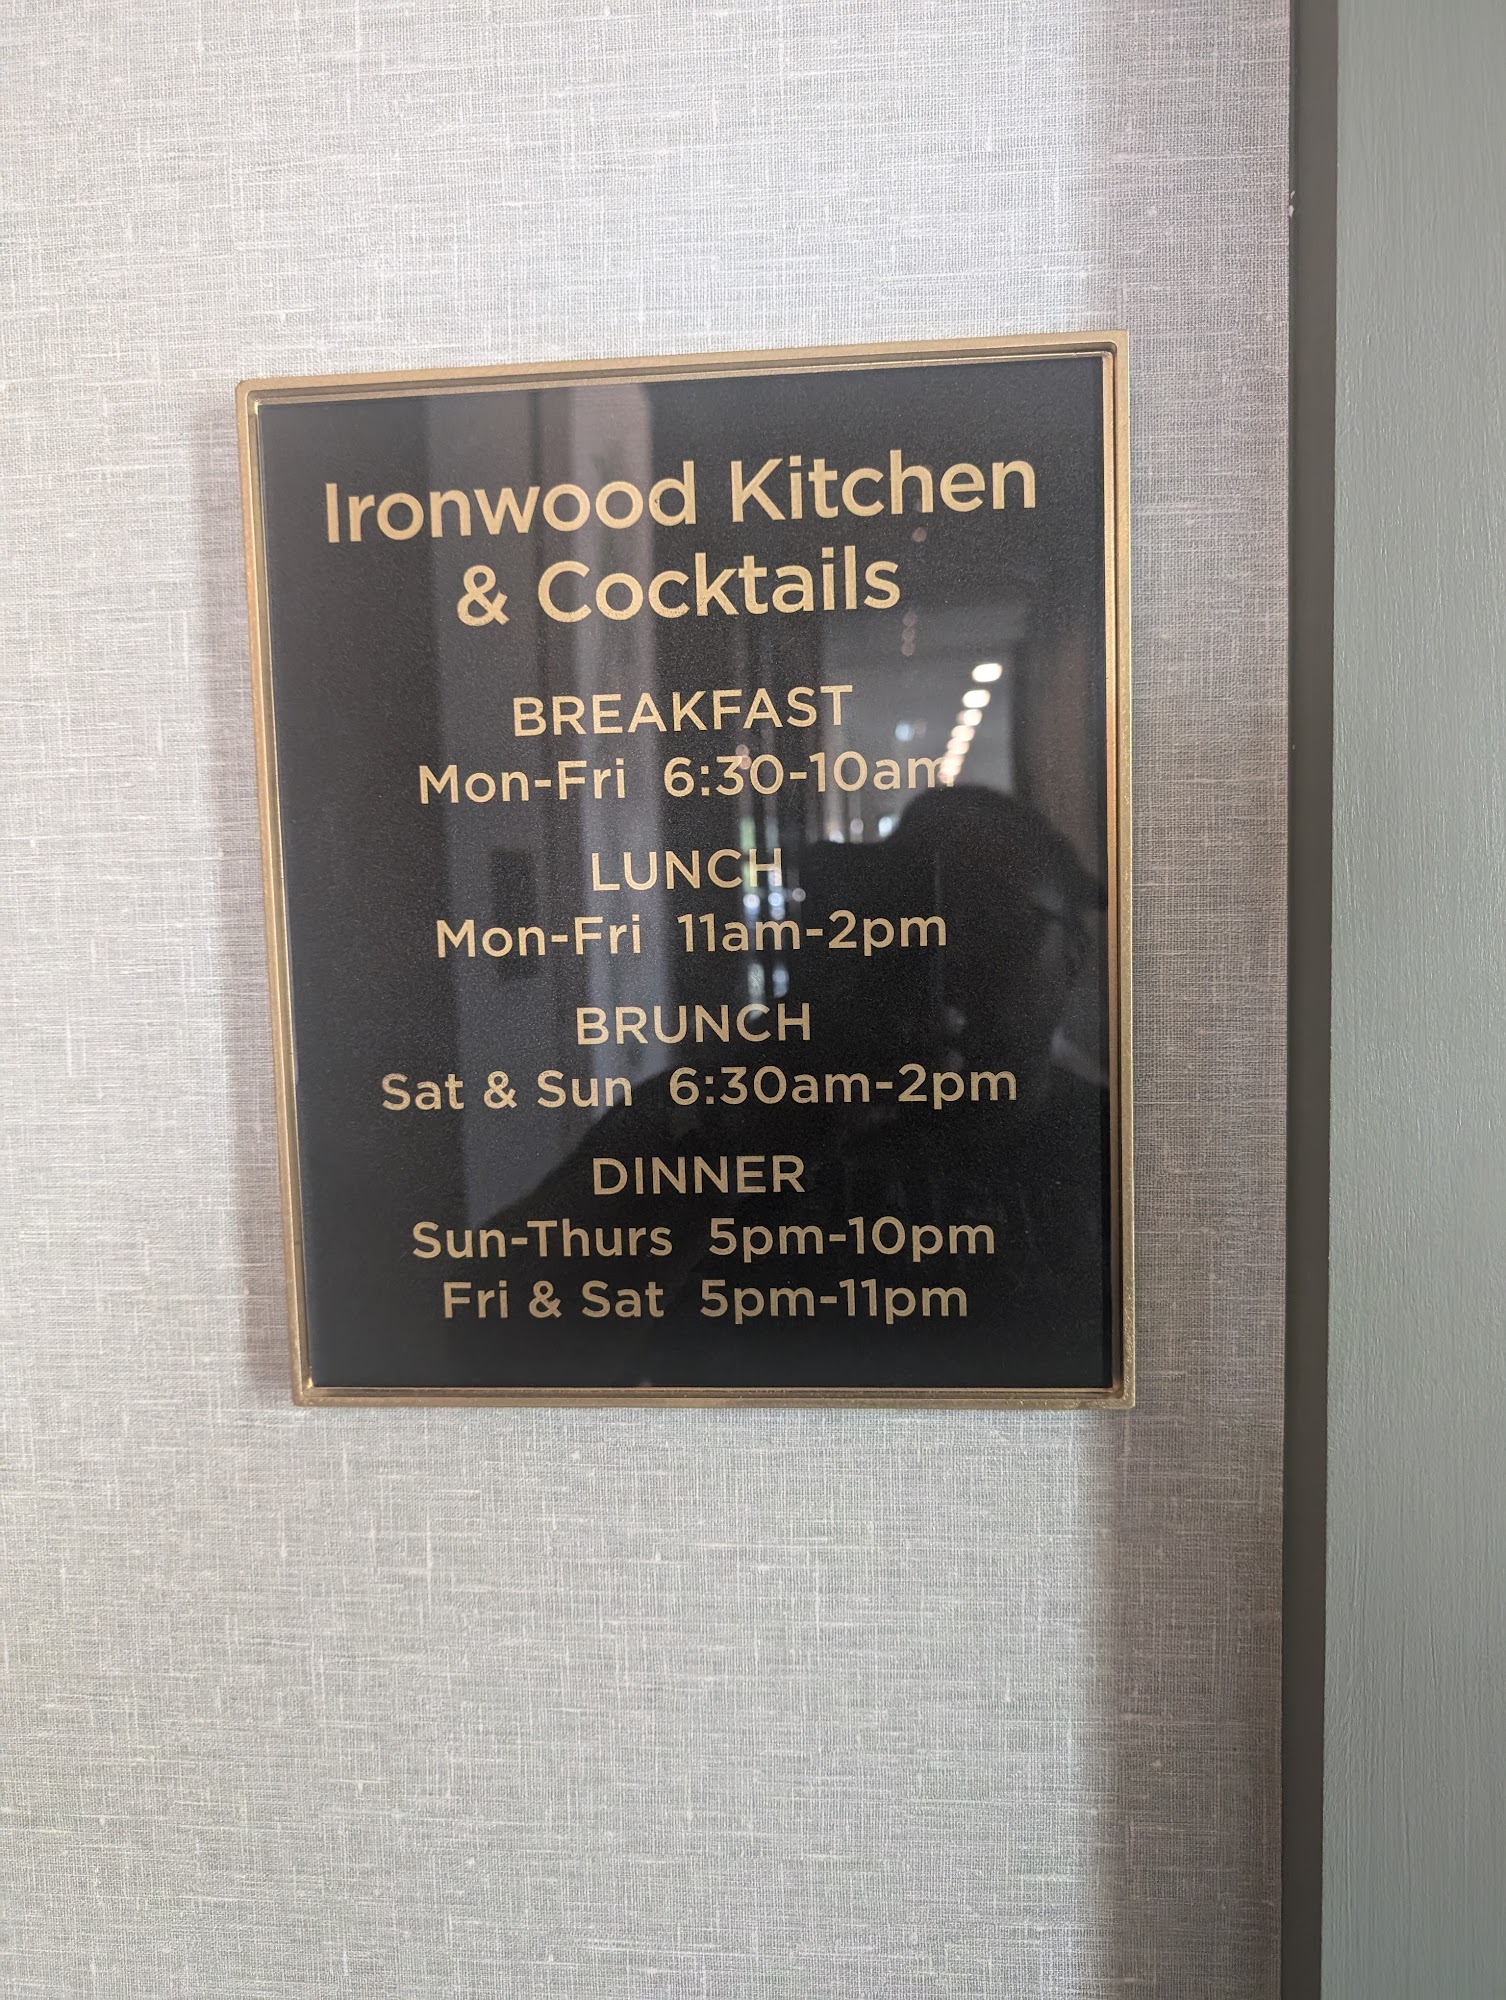 Ironwood Kitchen
& Cocktails
BREAKFAST
Mon-Fri 6:30-10am
LUNCH
Mon-Fri 11am-2pm
BRUNCH
Sat & Sun 6:30am-2pm
DINNER
Sun-Thurs 5pm-10pm
Fri & Sat 5pm-11pm